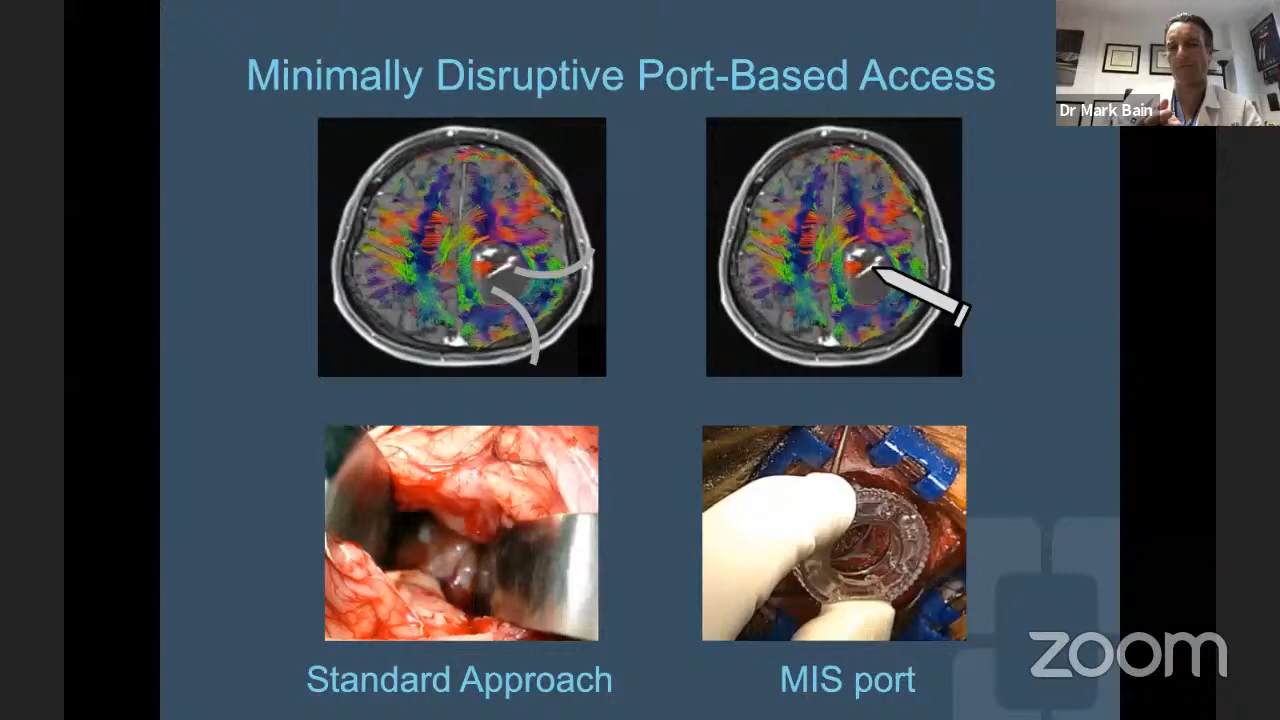 Minimally Disruptive Port-Based Access
Dr Mark Bain
Standard Approach
MIS port
zoom